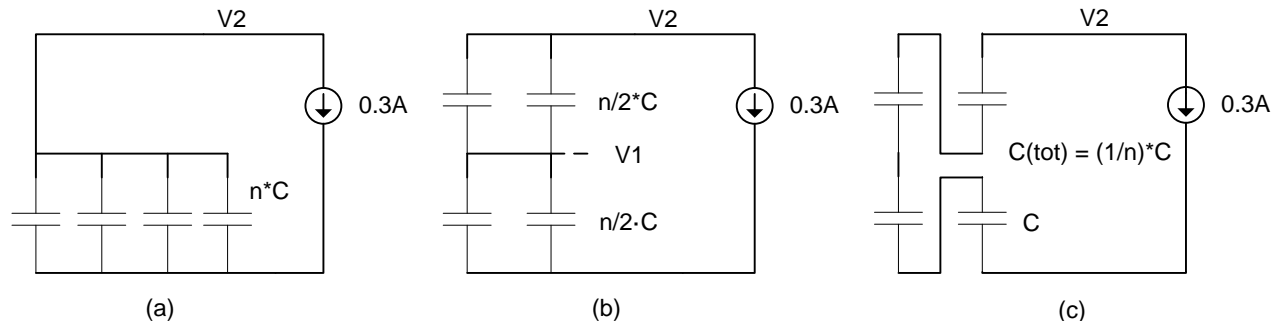 V2
0.3A
n*C
(a)
V2
n/2*C
0.3A
V1
n/2·C
(b)
V2
0.3A
C(tot) = (1/n)*C
C
(c)